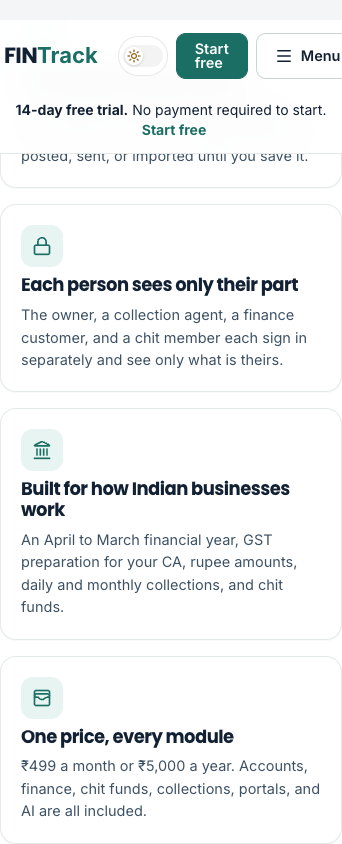 FINTrack
Start
free
Menu
14-day free trial. No payment required to start.
Start free
posted, sent, or imported until you save it.
Each person sees only their part
The owner, a collection agent, a finance
customer, and a chit member each sign in
separately and see only what is theirs.
Built for how Indian businesses
work
An April to March financial year, GST
preparation for your CA, rupee amounts,
daily and monthly collections, and chit
funds.
One price, every module
₹499 a month or ₹5,000 a year. Accounts,
finance, chit funds, collections, portals, and
AI are all included.